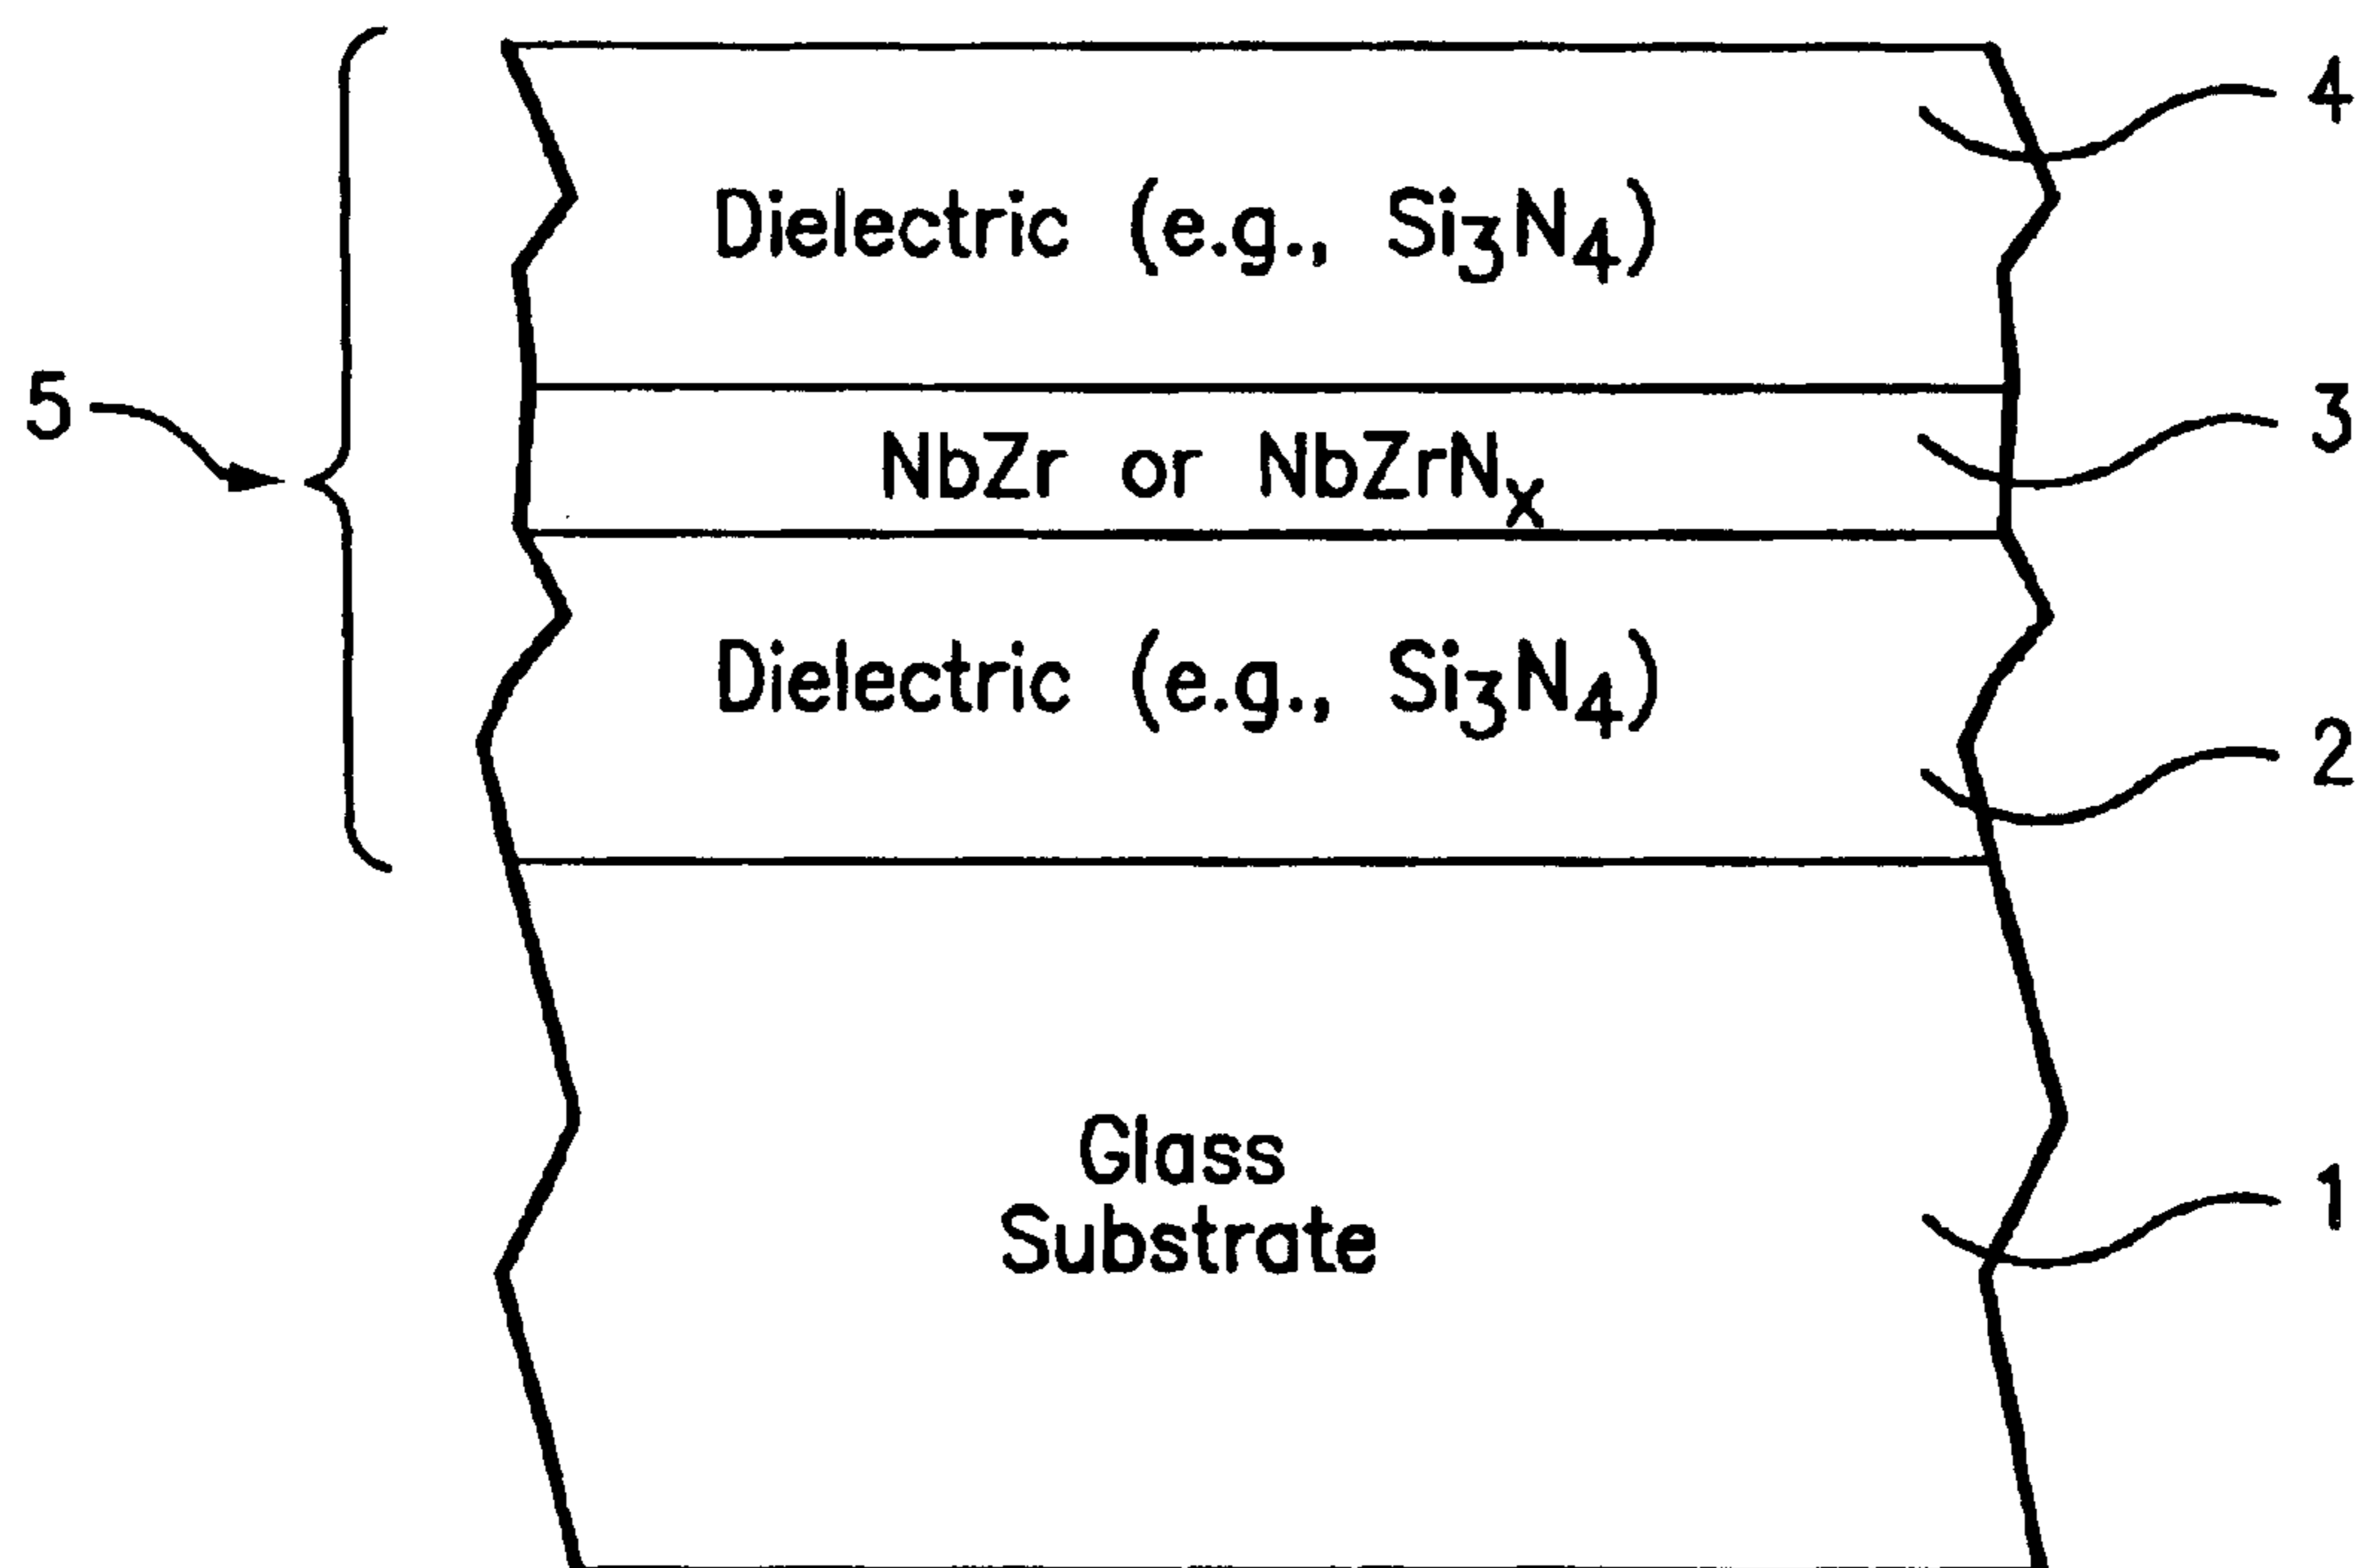 4
Dielectric (e.g., Si₃N₄)
5
3
NbZr or NbZrNₓ
Dielectric (e.g., Si₃N₄)
2
Glass
Substrate
1